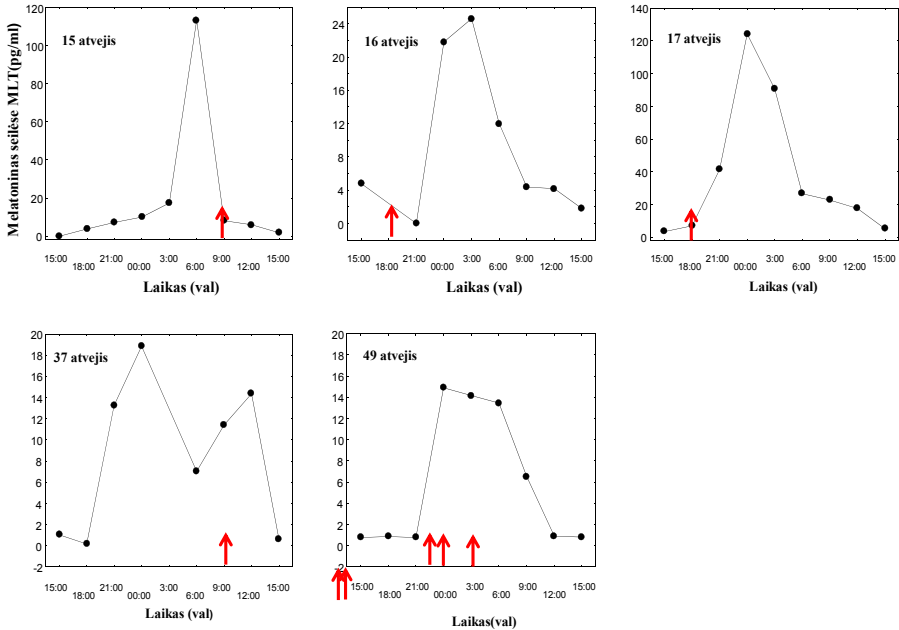 Melatoninas seilėse MLT(pg/ml)
15 atvejis
120
100
80
60
40
20
0
15:00 21:00 3:00 9:00 15:00
18:00 00:00 6:00 12:00
Laikas (val)
16 atvejis
24
20
16
12
8
4
0
15:00 21:00 3:00 9:00 15:00
18:00 00:00 6:00 12:00
Laikas (val)
17 atvejis
140
120
100
80
60
40
20
0
15:00 21:00 3:00 9:00 15:00
18:00 00:00 6:00 12:00
Laikas (val)
37 atvejis
20
18
16
14
12
10
8
6
4
2
0
-2
15:00 21:00 3:00 9:00 15:00
18:00 00:00 6:00 12:00
Laikas (val)
49 atvejis
20
18
16
14
12
10
8
6
4
2
0
-2
15:00 21:00 3:00 9:00 15:00
18:00 00:00 6:00 12:00
Laikas(val)